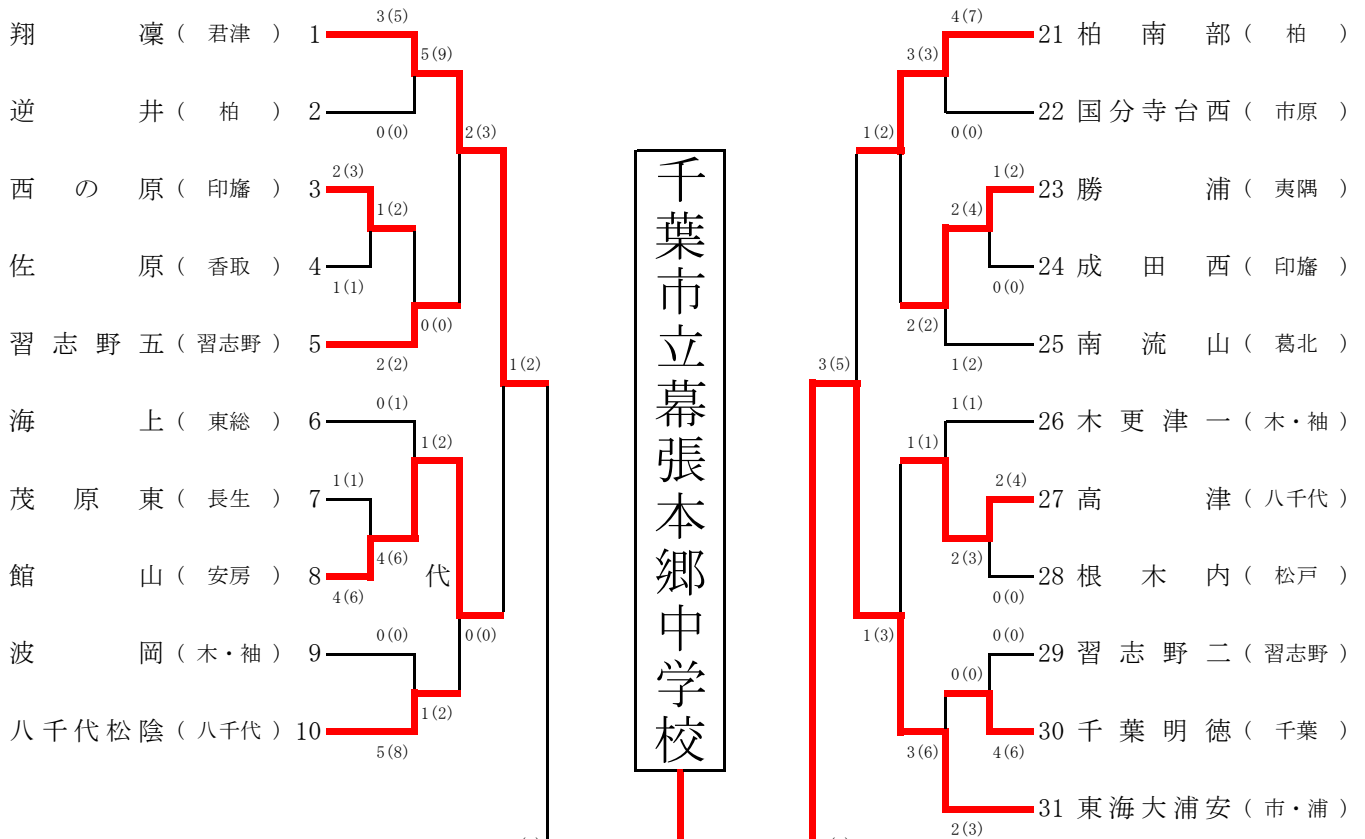 3(5)
翔凜（君津）1
5(9)
逆井（柏）2
0(0)
2(3)
西の原（印旛）3
2(3)
1(2)
佐原（香取）4
1(1)
0(0)
習志野五（習志野）5
2(2)
1(2)
海上（東総）6
0(1)
1(2)
茂原東（長生）7
1(1)
4(6)
館山（安房）8
4(6)
代
波岡（木・袖）9
0(0)
0(0)
1(2)
八千代松陰（八千代）10
5(8)
千葉市立幕張本郷中学校
4(7)
21 柏南部（柏）
3(3)
22 国分寺台西（市原）
0(0)
1(2)
23 勝浦（夷隅）
1(2)
2(4)
24 成田西（印旛）
0(0)
2(2)
25 南流山（葛北）
1(2)
3(5)
26 木更津一（木・袖）
1(1)
1(1)
27 高津（八千代）
2(4)
2(3)
28 根木内（松戸）
0(0)
1(3)
29 習志野二（習志野）
0(0)
0(0)
30 千葉明徳（千葉）
4(6)
3(6)
31 東海大浦安（市・浦）
2(3)